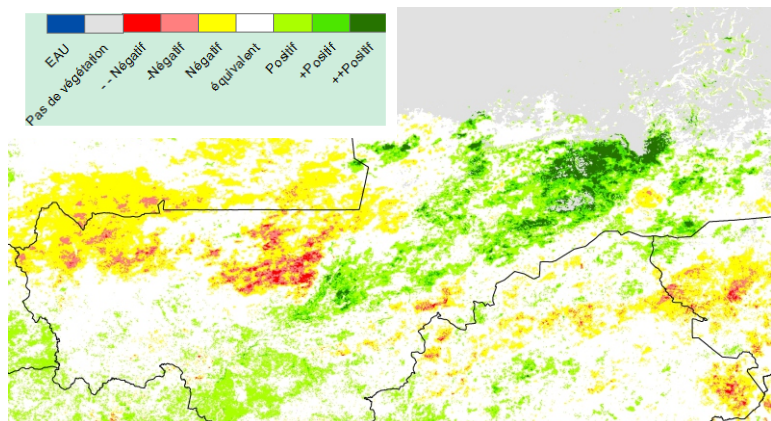 EAU
Pas de végétation
- - Négatif
-Négatif
Négatif
équivalent
Positif
+Positif
++Positif